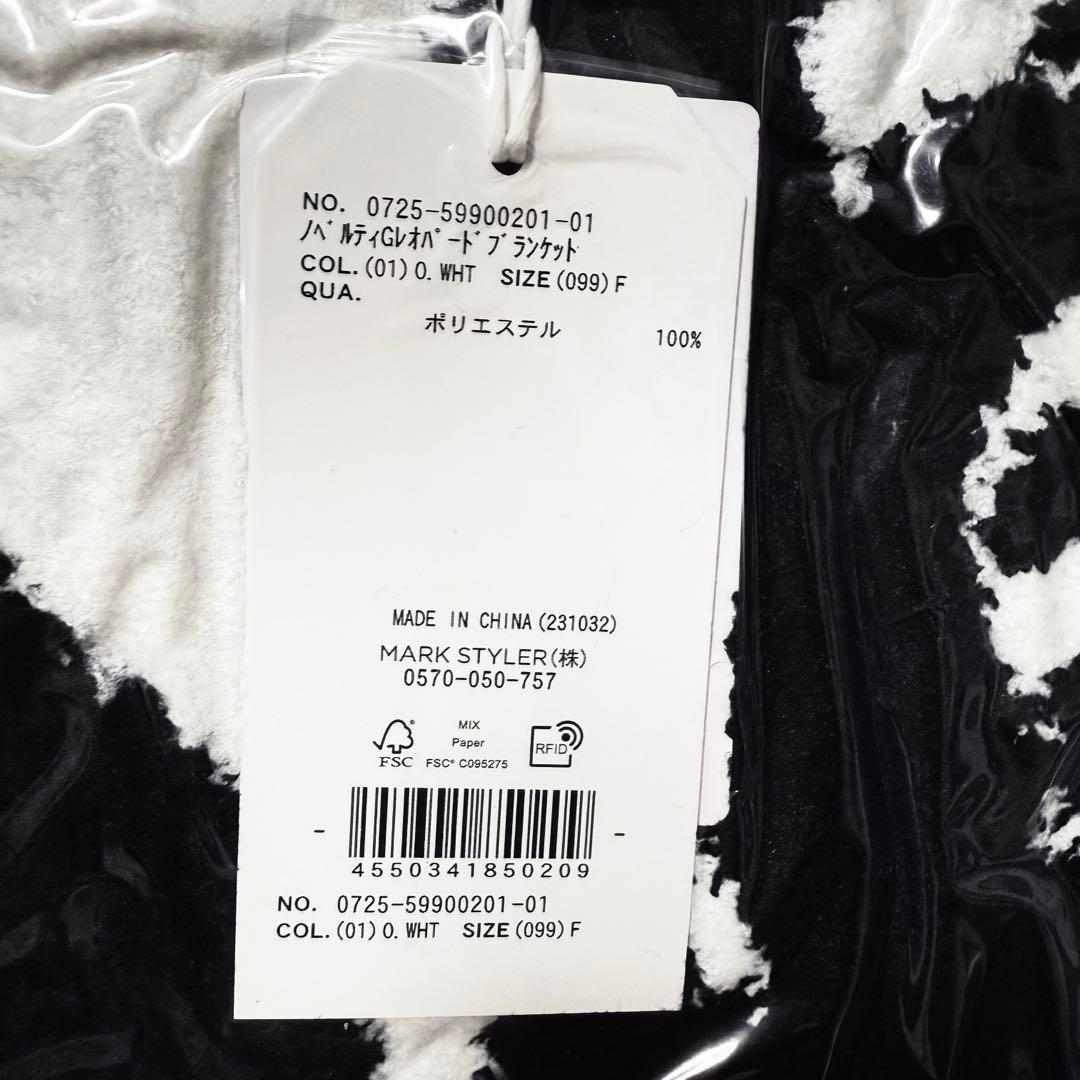 NO. 0725-59900201-01
ﾉﾍﾞﾙﾃｨGﾚｵﾊﾟｰﾄﾞﾌﾞﾗﾝｹｯﾄ
COL.(01)O.WHT SIZE(099)F
QUA.
ポリエステル 100%
MADE IN CHINA(231032)
MARK STYLER(株)
0570-050-757
MIX
Paper
FSC® FSC® C095275
RFID
- -
4550341850209
NO. 0725-59900201-01
COL.(01)O.WHT SIZE(099)F